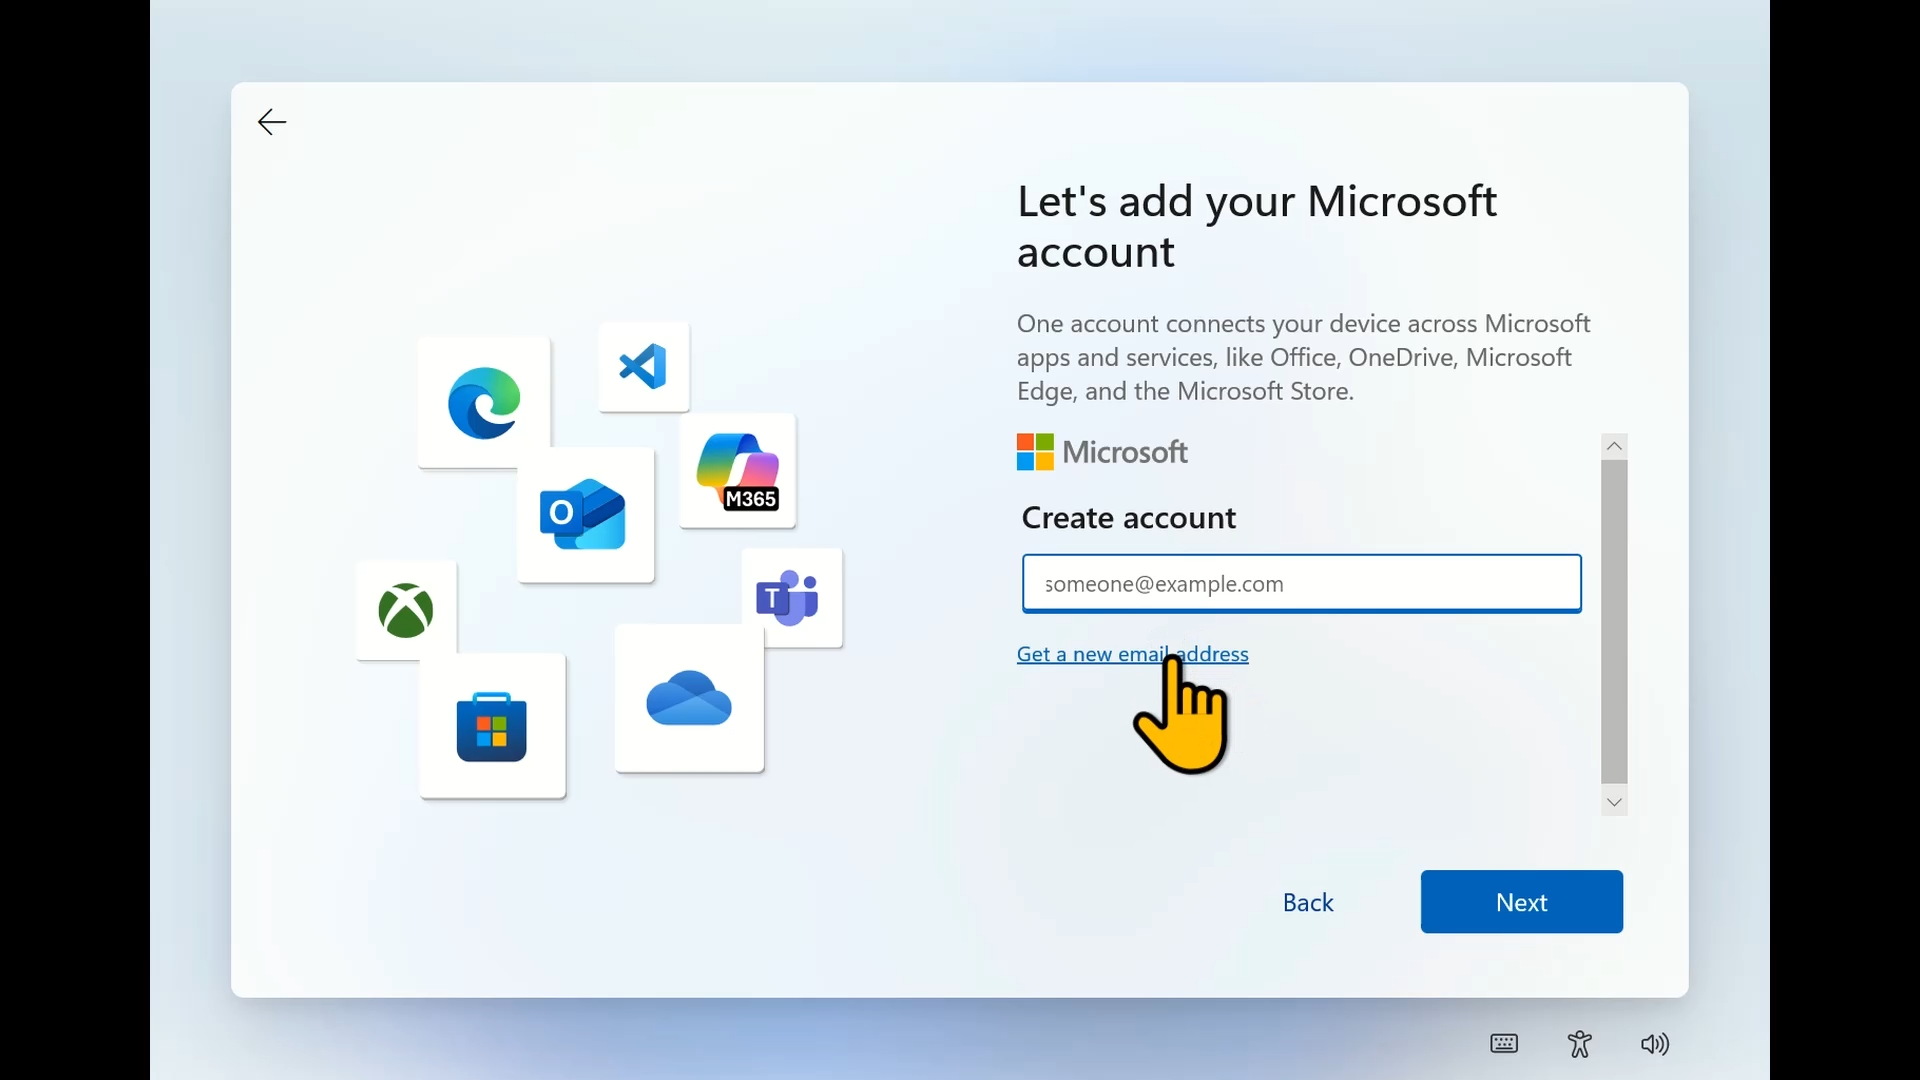 Let's add your Microsoft
account
One account connects your device across Microsoft
apps and services, like Office, OneDrive, Microsoft
Edge, and the Microsoft Store.
Microsoft
Create account
someone@example.com
Get a new email address
Back
Next
M365
O
T